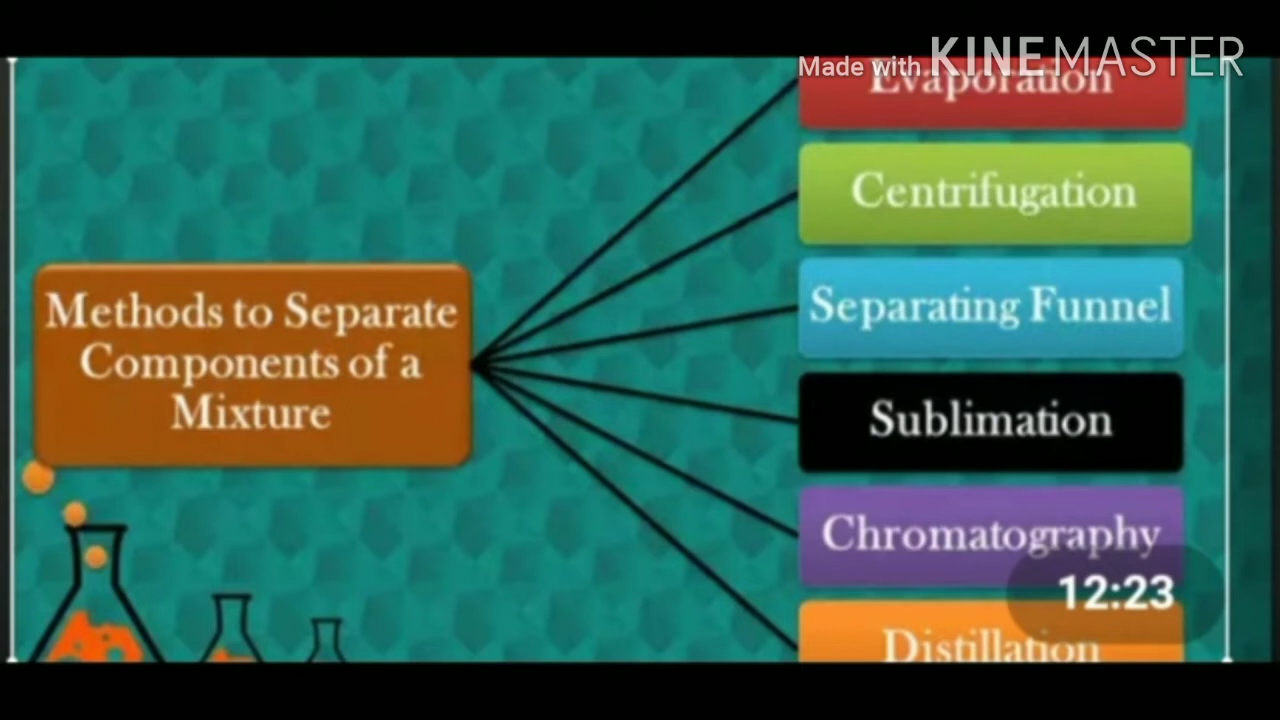 Made with KINEMASTER
Evaporation
Centrifugation
Methods to Separate
Components of a
Mixture
Separating Funnel
Sublimation
Chromatography
12:23
Distillation